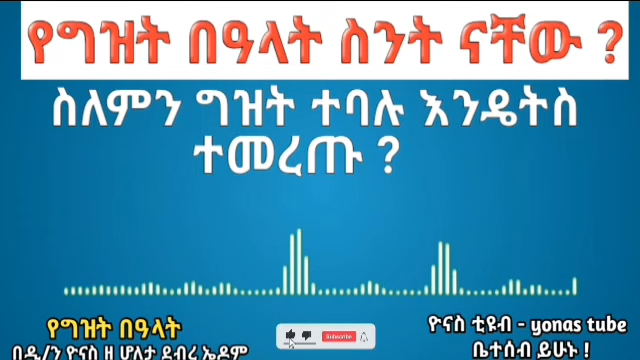 የግዝት በዓላት ስንት ናቸው ?
ስለምን ግዝት ተባሉ እንዴትስ
ተመረጡ ?
የግዝት በዓላት
በዲ/ን ዮናስ ዘ ሆለታ ደብረ ኤዶም
Subscribe
ዮናስ ቲዩብ - yonas tube
ቤተሰብ ይሁኑ !